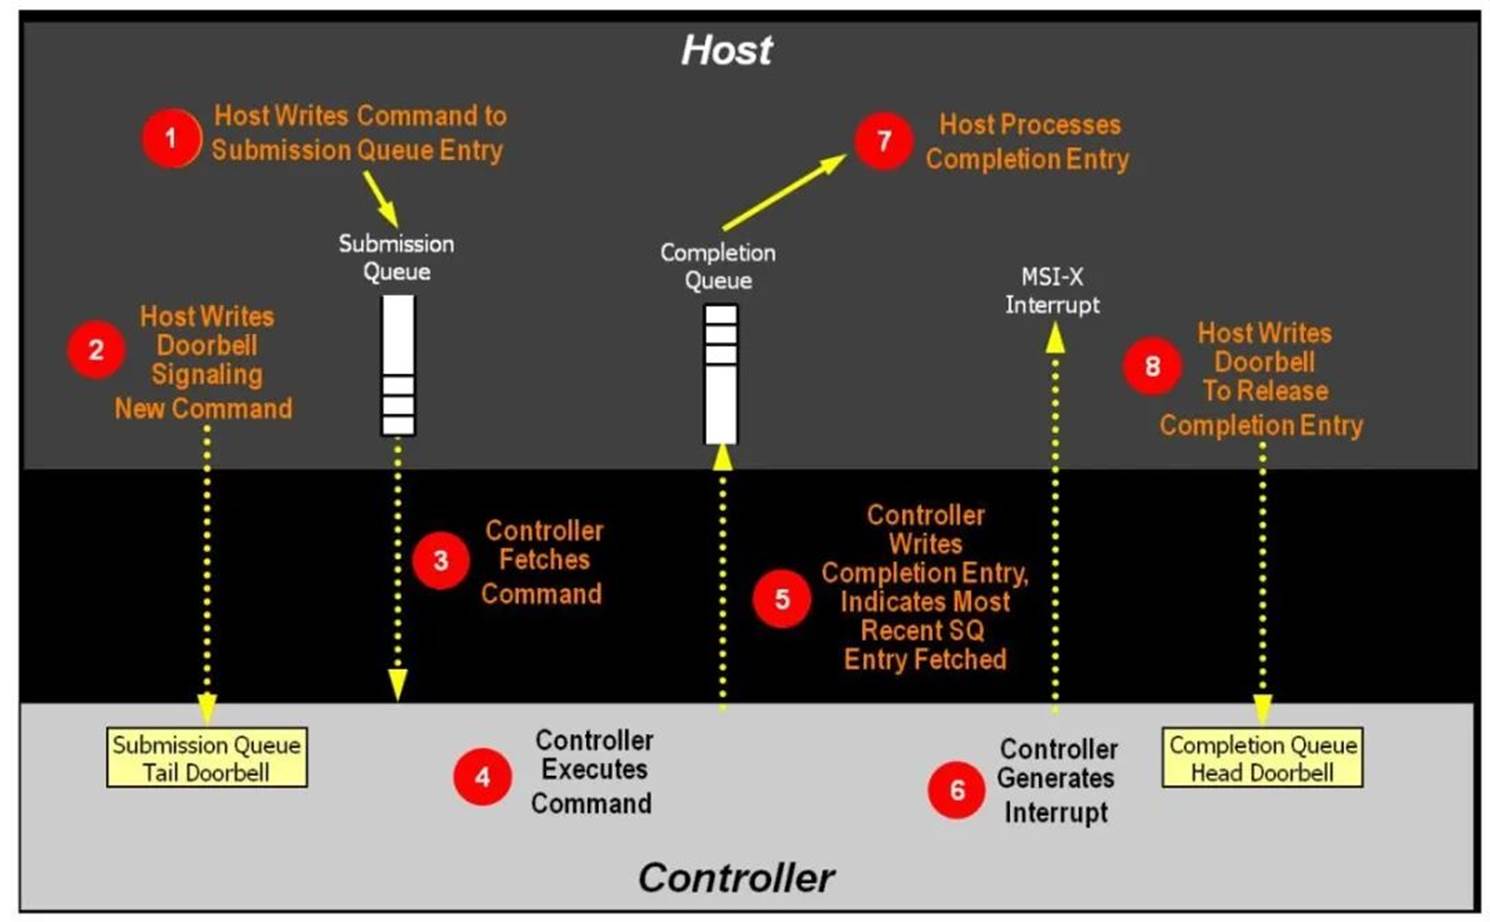 Host
1
Host Writes Command to
Submission Queue Entry
7
Host Processes
Completion Entry
Submission
Queue
Completion
Queue
MSI-X
Interrupt
2
Host Writes
Doorbell
Signaling
New Command
8
Host Writes
Doorbell
To Release
Completion Entry
3
Controller
Fetches
Command
5
Controller
Writes
Completion Entry,
Indicates Most
Recent SQ
Entry Fetched
Submission Queue
Tail Doorbell
4
Controller
Executes
Command
6
Controller
Generates
Interrupt
Completion Queue
Head Doorbell
Controller